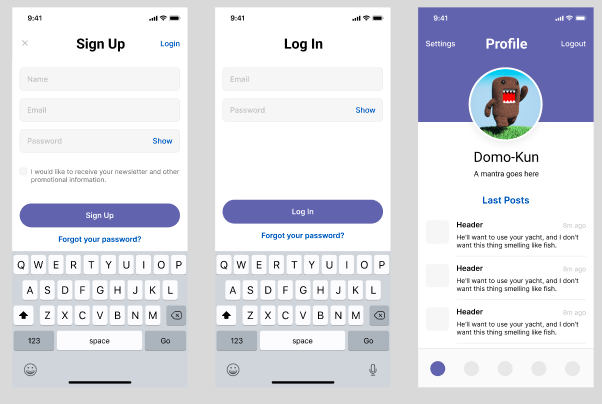 9:41
Sign Up
Login
Name
Email
Password
Show
I would like to receive your newsletter and other
promotional information.
Sign Up
Forgot your password?
Q W E R T Y U I O P
A S D F G H J K L
Z X C V B N M
123
space
Go
9:41
Log In
Email
Password
Show
Log In
Forgot your password?
Q W E R T Y U I O P
A S D F G H J K L
Z X C V B N M
123
space
Go
9:41
Settings
Profile
Logout
Domo-Kun
A mantra goes here
Last Posts
Header
8m ago
He'll want to use your yacht, and I don't
want this thing smelling like fish.
Header
8m ago
He'll want to use your yacht, and I don't
want this thing smelling like fish.
Header
8m ago
He'll want to use your yacht, and I don't
want this thing smelling like fish.